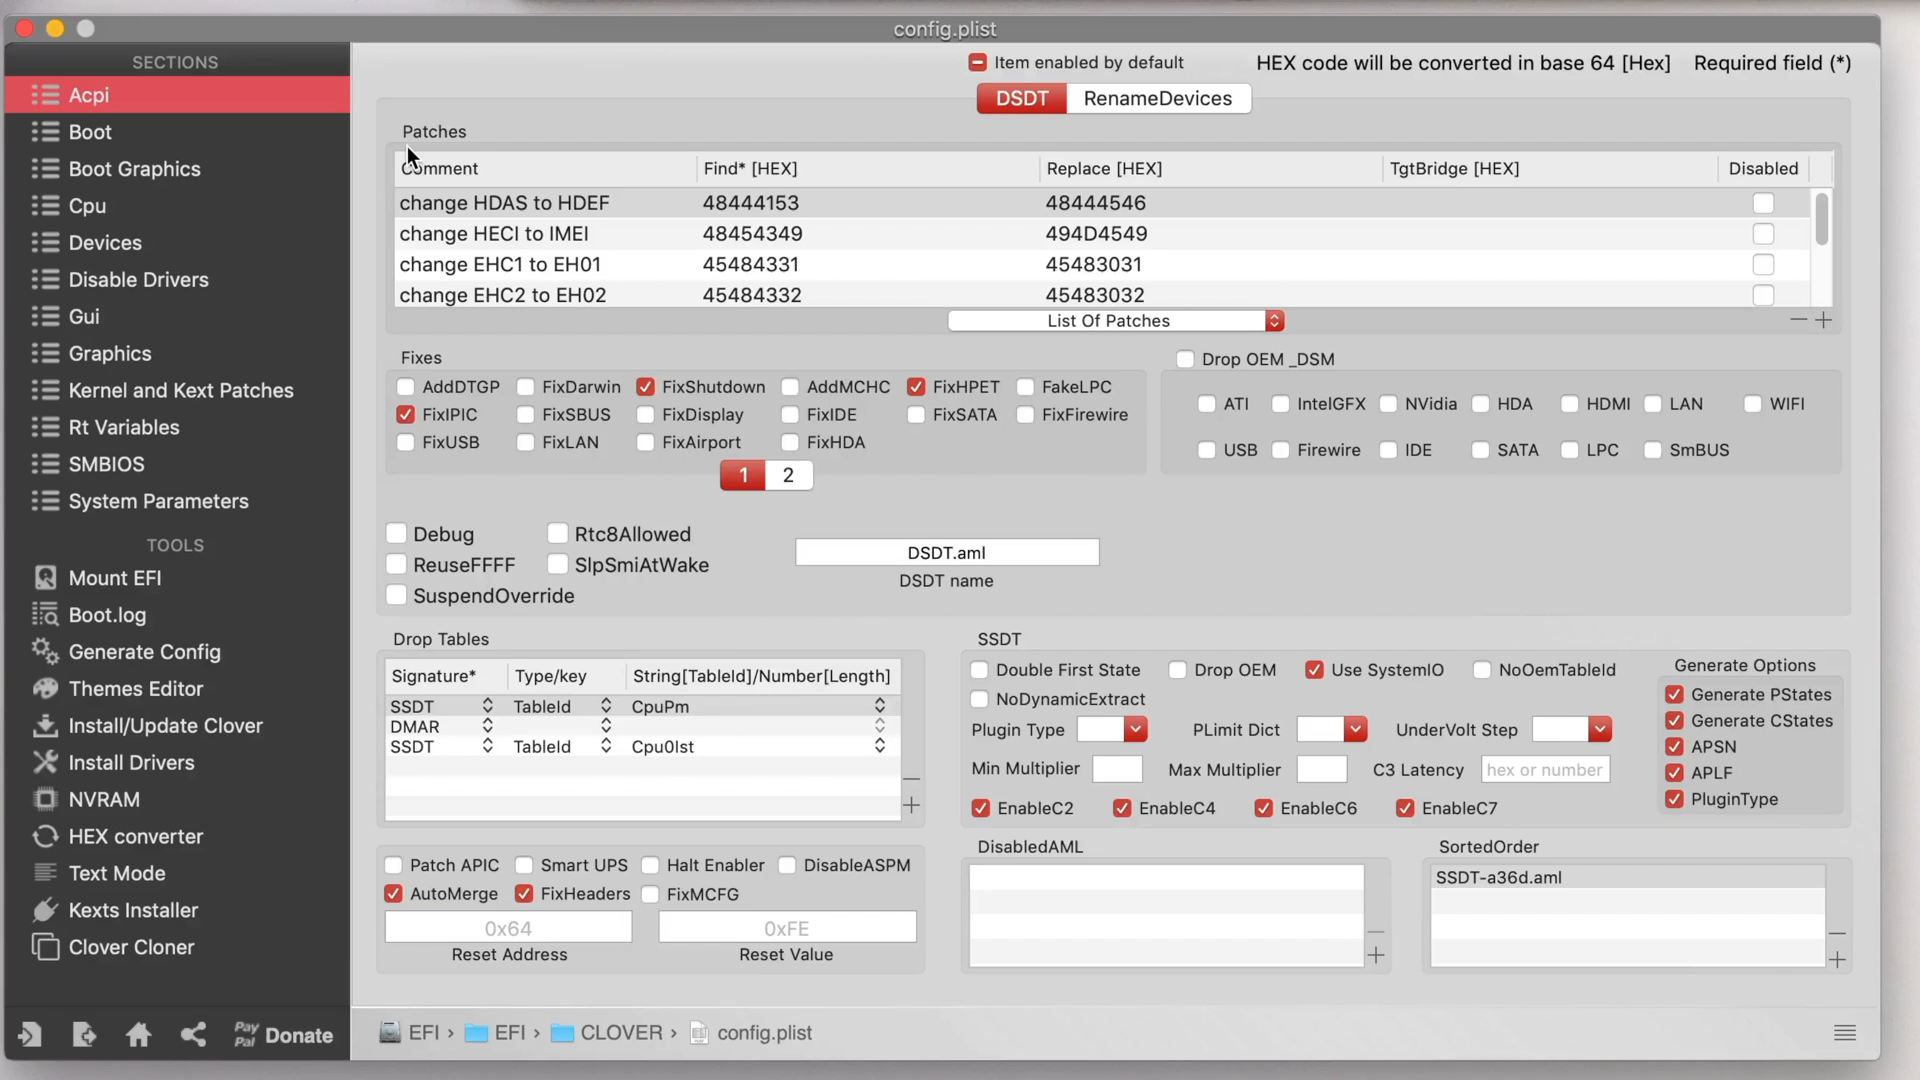 config.plist
SECTIONS
Acpi
Boot
Boot Graphics
Cpu
Devices
Disable Drivers
Gui
Graphics
Kernel and Kext Patches
Rt Variables
SMBIOS
System Parameters
TOOLS
Mount EFI
Boot.log
Generate Config
Themes Editor
Install/Update Clover
Install Drivers
NVRAM
HEX converter
Text Mode
Kexts Installer
Clover Cloner
Pay Pal Donate
Item enabled by default HEX code will be converted in base 64 [Hex] Required field (*)
DSDT RenameDevices
Patches
Comment Find* [HEX] Replace [HEX] TgtBridge [HEX] Disabled
change HDAS to HDEF 48444153 48444546
change HECI to IMEI 48454349 494D4549
change EHC1 to EH01 45484331 45483031
change EHC2 to EH02 45484332 45483032
List Of Patches
Fixes
AddDTGP FixDarwin FixShutdown AddMCHC FixHPET FakeLPC
FixIPIC FixSBUS FixDisplay FixIDE FixSATA FixFirewire
FixUSB FixLAN FixAirport FixHDA
1 2
Drop OEM _DSM
ATI IntelGFX NVidia HDA HDMI LAN WIFI
USB Firewire IDE SATA LPC SmBUS
Debug Rtc8Allowed
ReuseFFFF SlpSmiAtWake
SuspendOverride
DSDT.aml
DSDT name
Drop Tables
Signature* Type/key String[TableId]/Number[Length]
SSDT TableId CpuPm
DMAR
SSDT TableId Cpu0Ist
SSDT
Double First State Drop OEM Use SystemIO NoOemTableId
NoDynamicExtract
Plugin Type PLimit Dict UnderVolt Step
Min Multiplier Max Multiplier C3 Latency hex or number
EnableC2 EnableC4 EnableC6 EnableC7
Generate Options
Generate PStates
Generate CStates
APSN
APLF
PluginType
Patch APIC Smart UPS Halt Enabler DisableASPM
AutoMerge FixHeaders FixMCFG
0x64 0xFE
Reset Address Reset Value
DisabledAML
SortedOrder
SSDT-a36d.aml
EFI › EFI › CLOVER › config.plist